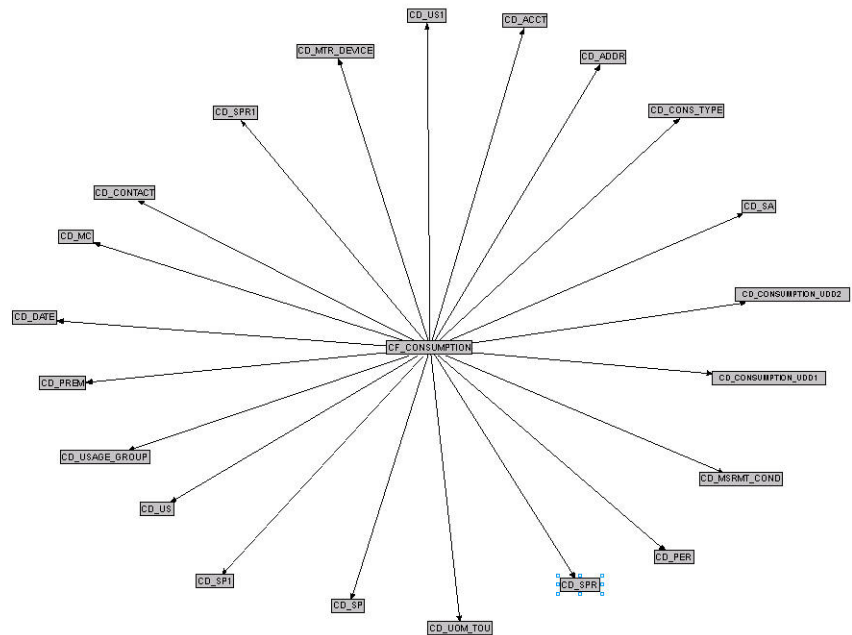 CD_US1
CD_ACCT
CD_MTR_DEVICE
CD_ADDR
CD_SPR1
CD_CONS_TYPE
CD_CONTACT
CD_SA
CD_MC
CD_CONSUMPTION_UDD2
CD_DATE
CF_CONSUMPTION
CD_PREM
CD_CONSUMPTION_UDD1
CD_USAGE_GROUP
CD_MSRMT_COND
CD_US
CD_PER
CD_SP1
CD_SPR
CD_SP
CD_UOM_TOU